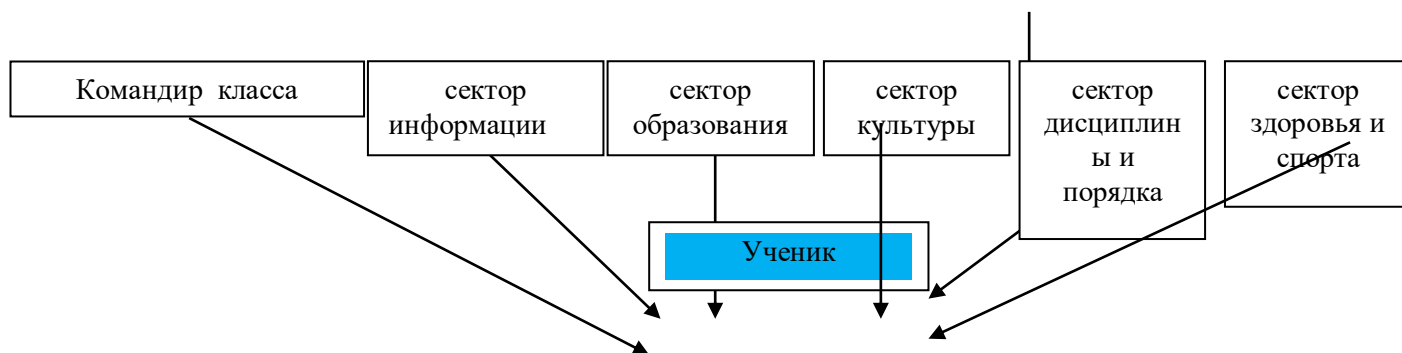 Командир класса
сектор
информации
сектор
образования
сектор
культуры
сектор
дисциплин
ы и
порядка
сектор
здоровья и
спорта
Ученик